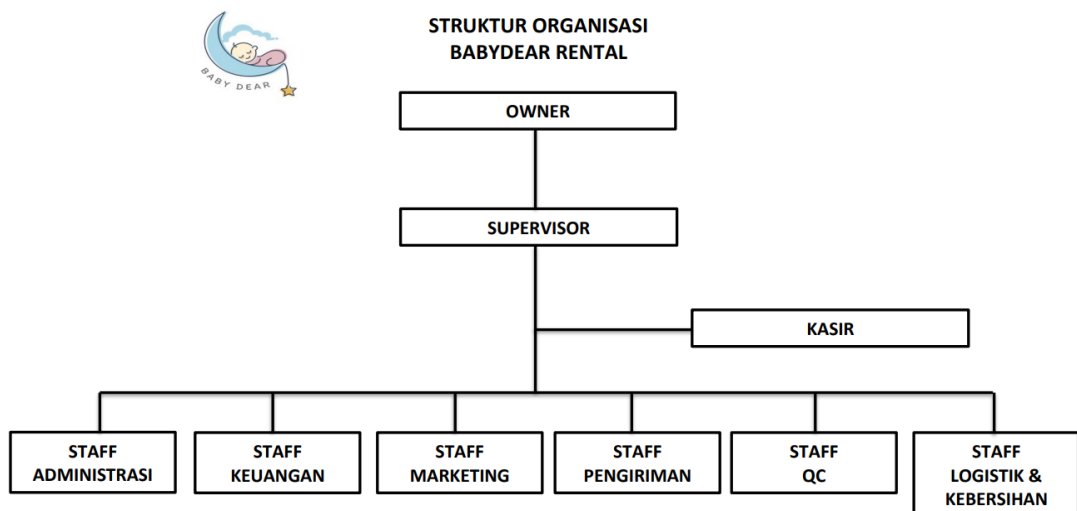 BABY DEAR
STRUKTUR ORGANISASI
BABYDEAR RENTAL
OWNER
SUPERVISOR
KASIR
STAFF
ADMINISTRASI
STAFF
KEUANGAN
STAFF
MARKETING
STAFF
PENGIRIMAN
STAFF
QC
STAFF
LOGISTIK &
KEBERSIHAN